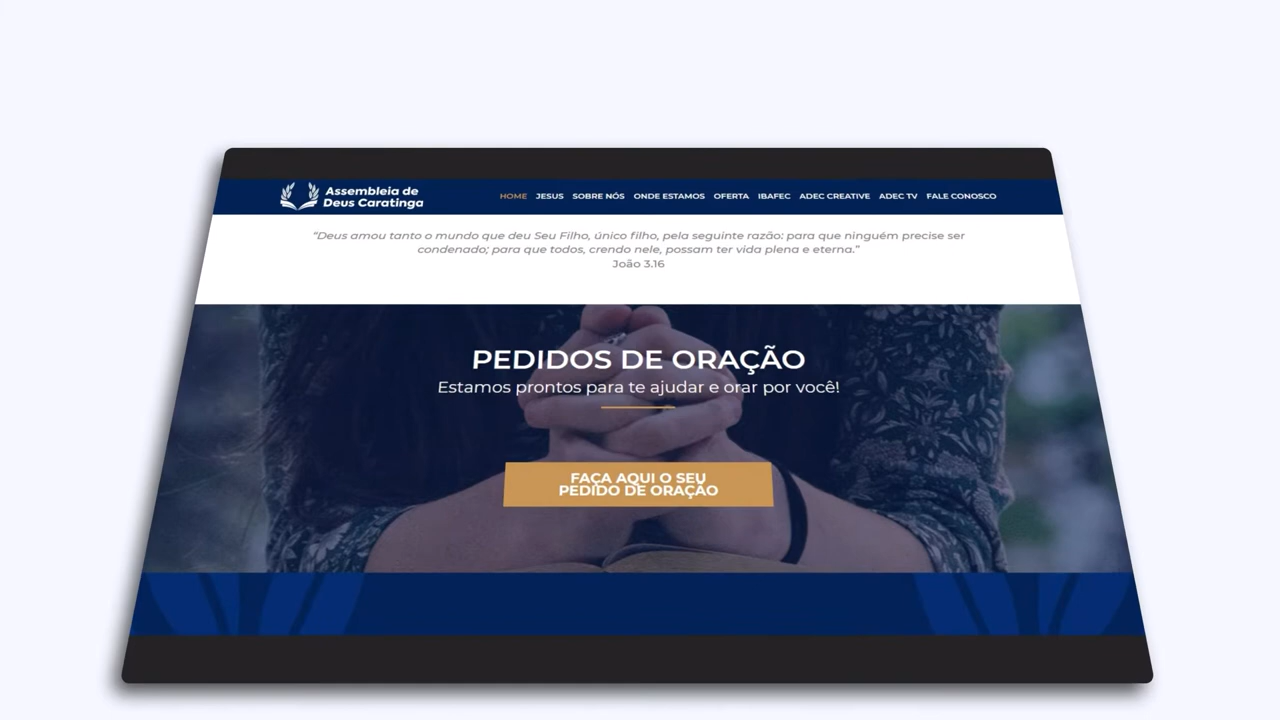 Assembleia de
Deus Caratinga
HOME JESUS SOBRE NÓS ONDE ESTAMOS OFERTA IBAFEC ADEC CREATIVE ADEC TV FALE CONOSCO
“Deus amou tanto o mundo que deu Seu Filho, único filho, pela seguinte razão: para que ninguém precise ser
condenado; para que todos, crendo nele, possam ter vida plena e eterna.”
João 3.16
PEDIDOS DE ORAÇÃO
Estamos prontos para te ajudar e orar por você!
FAÇA AQUI O SEU
PEDIDO DE ORAÇÃO